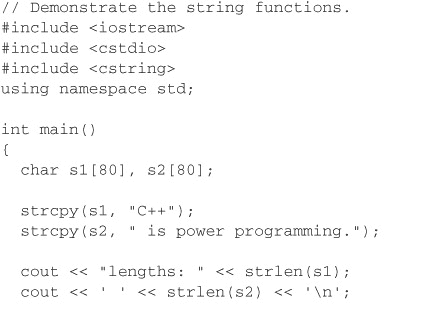 // Demonstrate the string functions.
#include <iostream>
#include <cstdio>
#include <cstring>
using namespace std;

int main()
{
  char s1[80], s2[80];

  strcpy(s1, "C++");
  strcpy(s2, " is power programming.");

  cout << "lengths: " << strlen(s1);
  cout << ' ' << strlen(s2) << '\n';